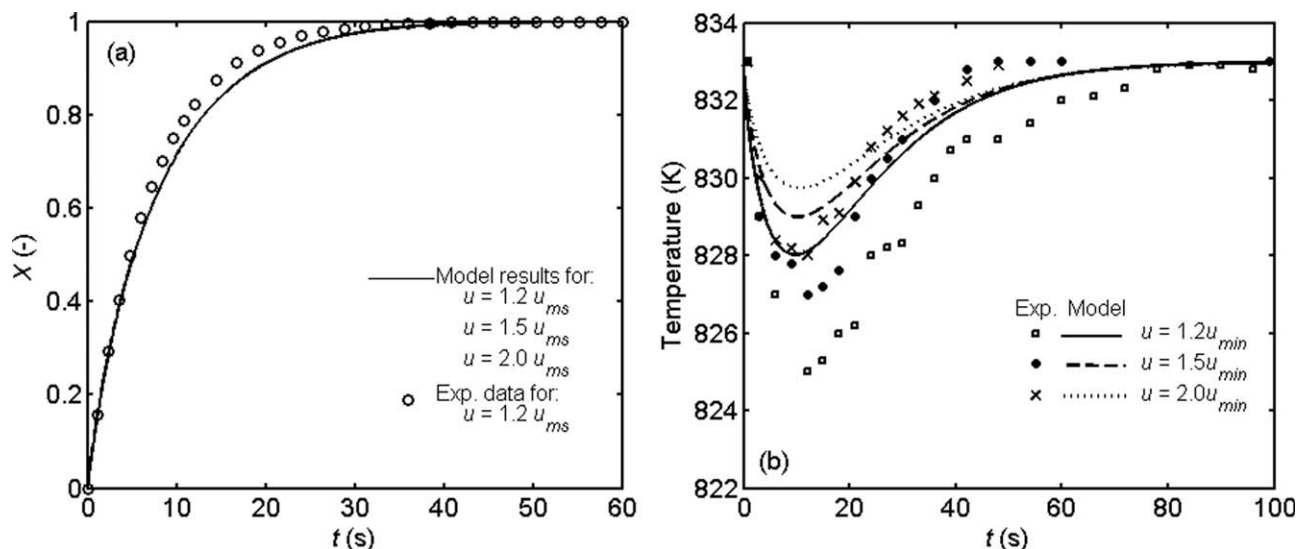 (a)
1
0.8
0.6
0.4
0.2
0
0 10 20 30 40 50 60
X (-)
t (s)
Model results for:
u = 1.2 u_ms
u = 1.5 u_ms
u = 2.0 u_ms
Exp. data for:
u = 1.2 u_ms
834
832
830
828
826
824
822
0 20 40 60 80 100
Temperature (K)
t (s)
Exp. Model
u = 1.2u_min
u = 1.5u_min
u = 2.0u_min
(b)